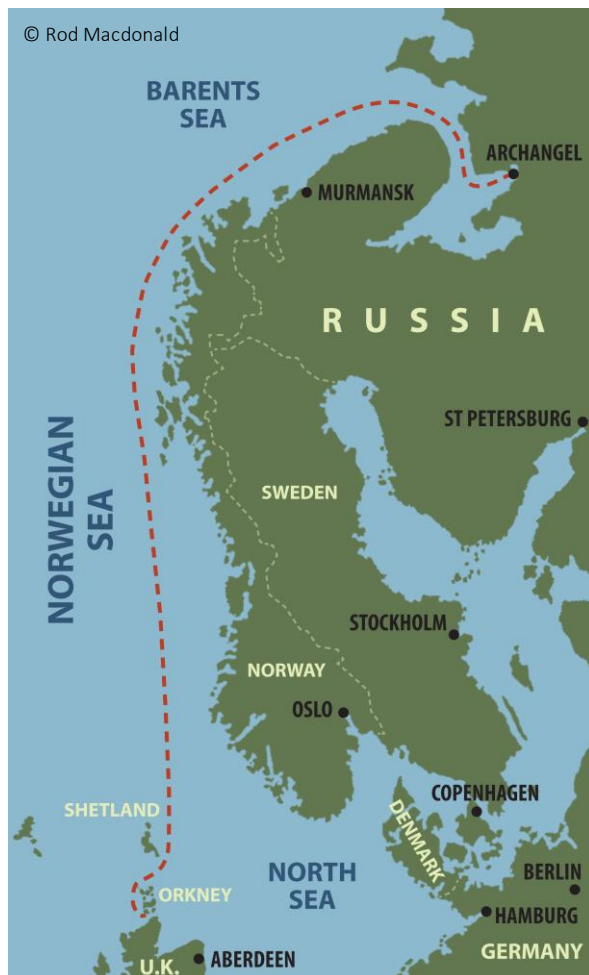 © Rod Macdonald
BARENTS
SEA
ARCHANGEL
MURMANSK
RUSSIA
ST PETERSBURG
NORWEGIAN
SEA
SWEDEN
STOCKHOLM
NORWAY
OSLO
SHETLAND
COPENHAGEN
DENMARK
NORTH
SEA
BERLIN
ORKNEY
HAMBURG
GERMANY
ABERDEEN
U.K.